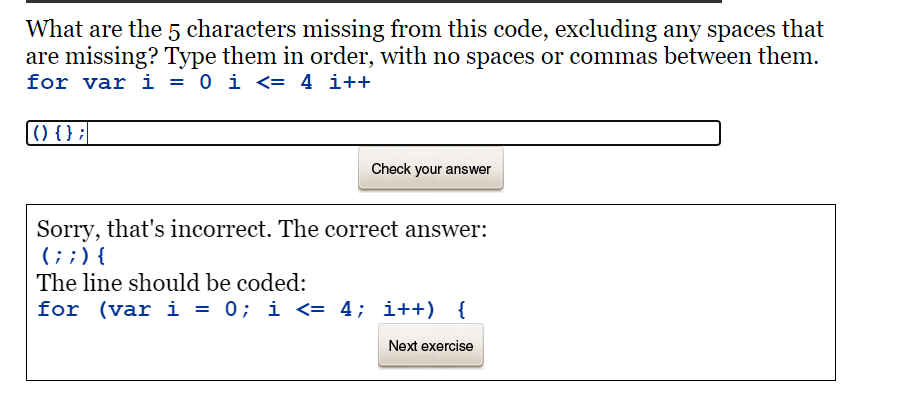 What are the 5 characters missing from this code, excluding any spaces that
are missing? Type them in order, with no spaces or commas between them.
for var i = 0 i <= 4 i++
(){};
Check your answer
Sorry, that's incorrect. The correct answer:
(;;){
The line should be coded:
for (var i = 0; i <= 4; i++) {
Next exercise